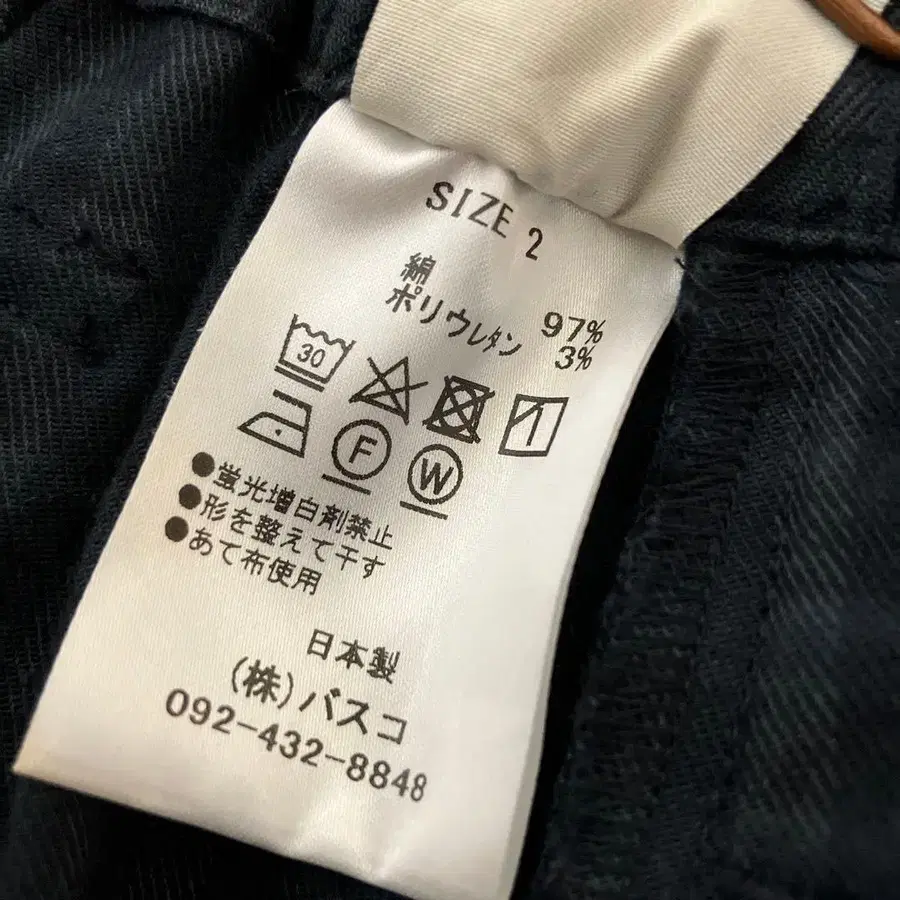 SIZE 2
綿 97%
ポリウレタン 3%
30
F W
●蛍光増白剤禁止
●形を整えて干す
●あて布使用
日本製
(株)バスコ
092-432-8848